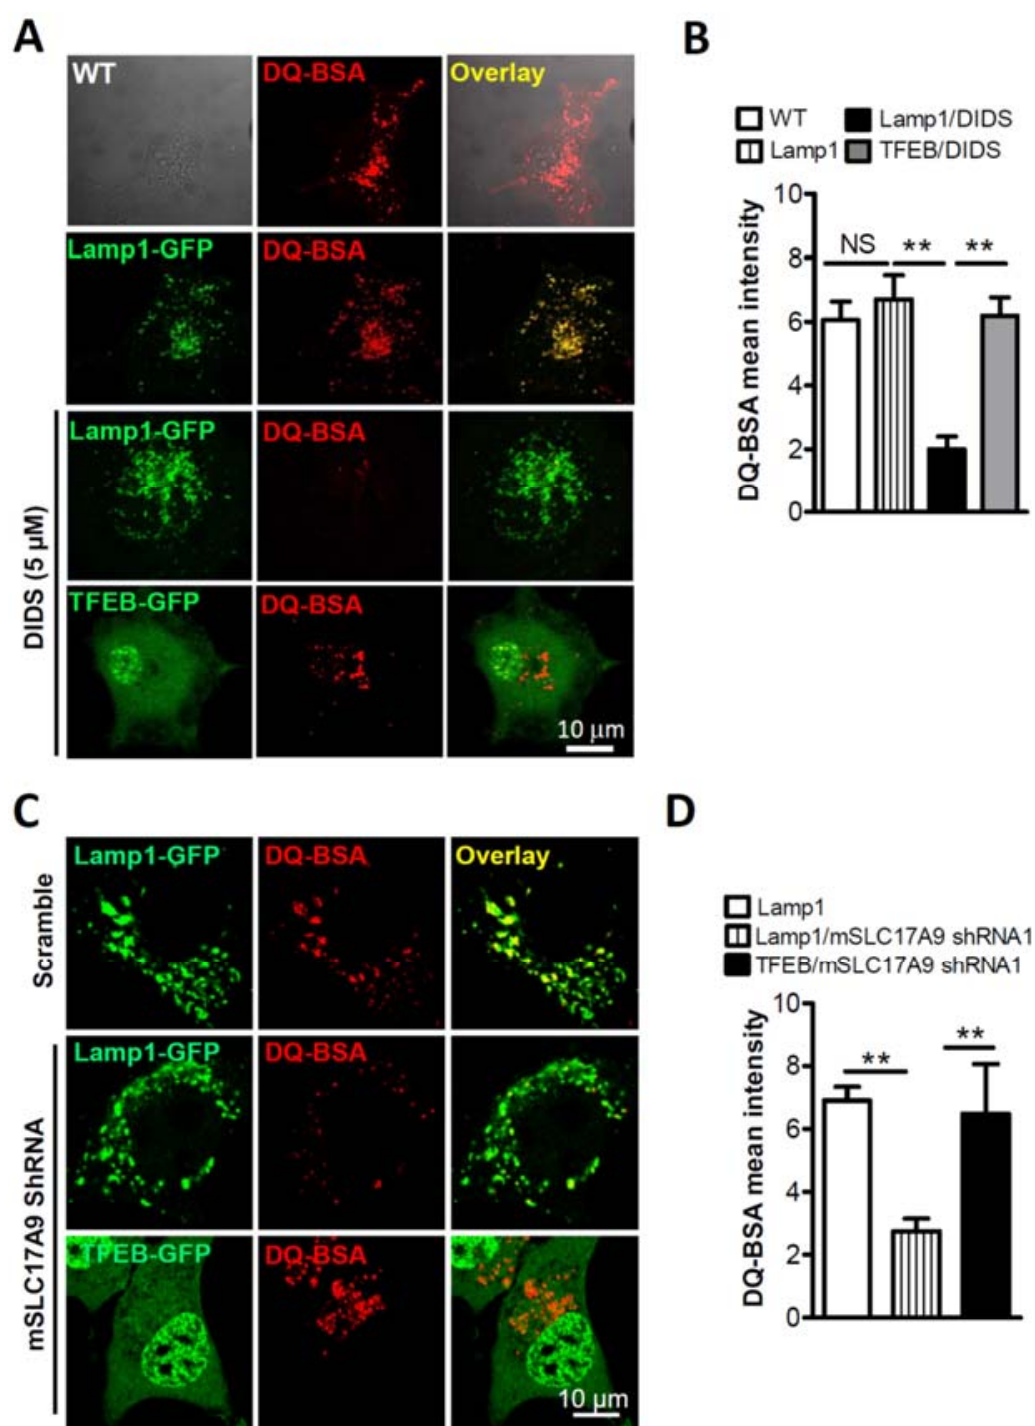 A
WT
DQ-BSA
Overlay
Lamp1-GFP
DQ-BSA
DIDS (5 µM)
Lamp1-GFP
DQ-BSA
TFEB-GFP
DQ-BSA
10 µm
B
WT
Lamp1/DIDS
Lamp1
TFEB/DIDS
DQ-BSA mean intensity
10
8
6
4
2
0
NS
**
**
C
Scramble
Lamp1-GFP
DQ-BSA
Overlay
mSLC17A9 ShRNA
Lamp1-GFP
DQ-BSA
TFEB-GFP
DQ-BSA
10 µm
D
Lamp1
Lamp1/mSLC17A9 shRNA1
TFEB/mSLC17A9 shRNA1
DQ-BSA mean intensity
10
8
6
4
2
0
**
**